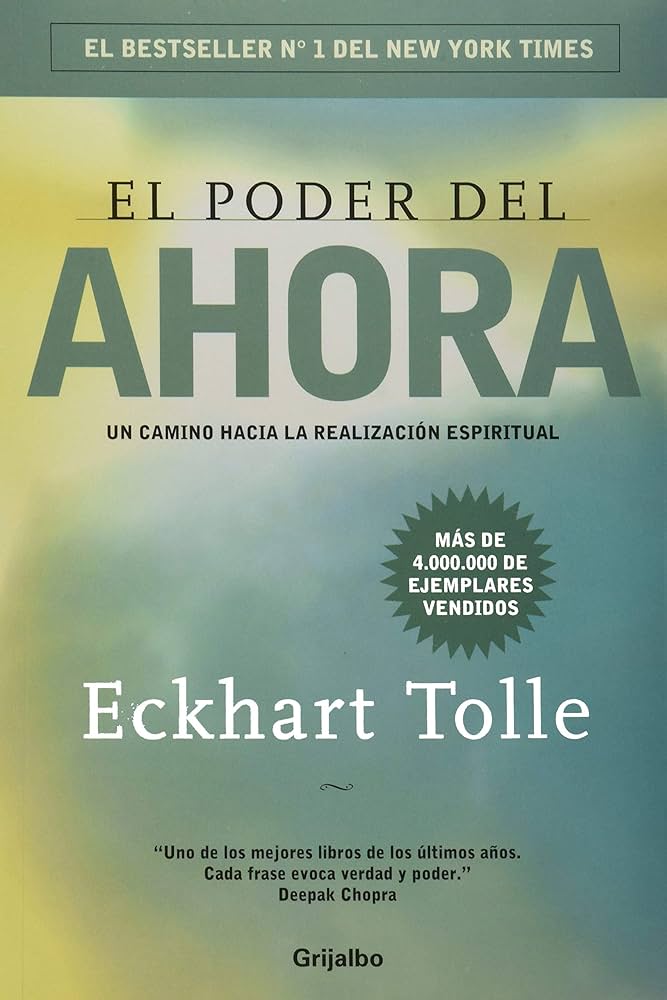 EL BESTSELLER N° 1 DEL NEW YORK TIMES
EL PODER DEL
AHORA
UN CAMINO HACIA LA REALIZACIÓN ESPIRITUAL
MÁS DE
4.000.000 DE
EJEMPLARES
VENDIDOS
Eckhart Tolle
“Uno de los mejores libros de los últimos años.
Cada frase evoca verdad y poder.”
Deepak Chopra
Grijalbo